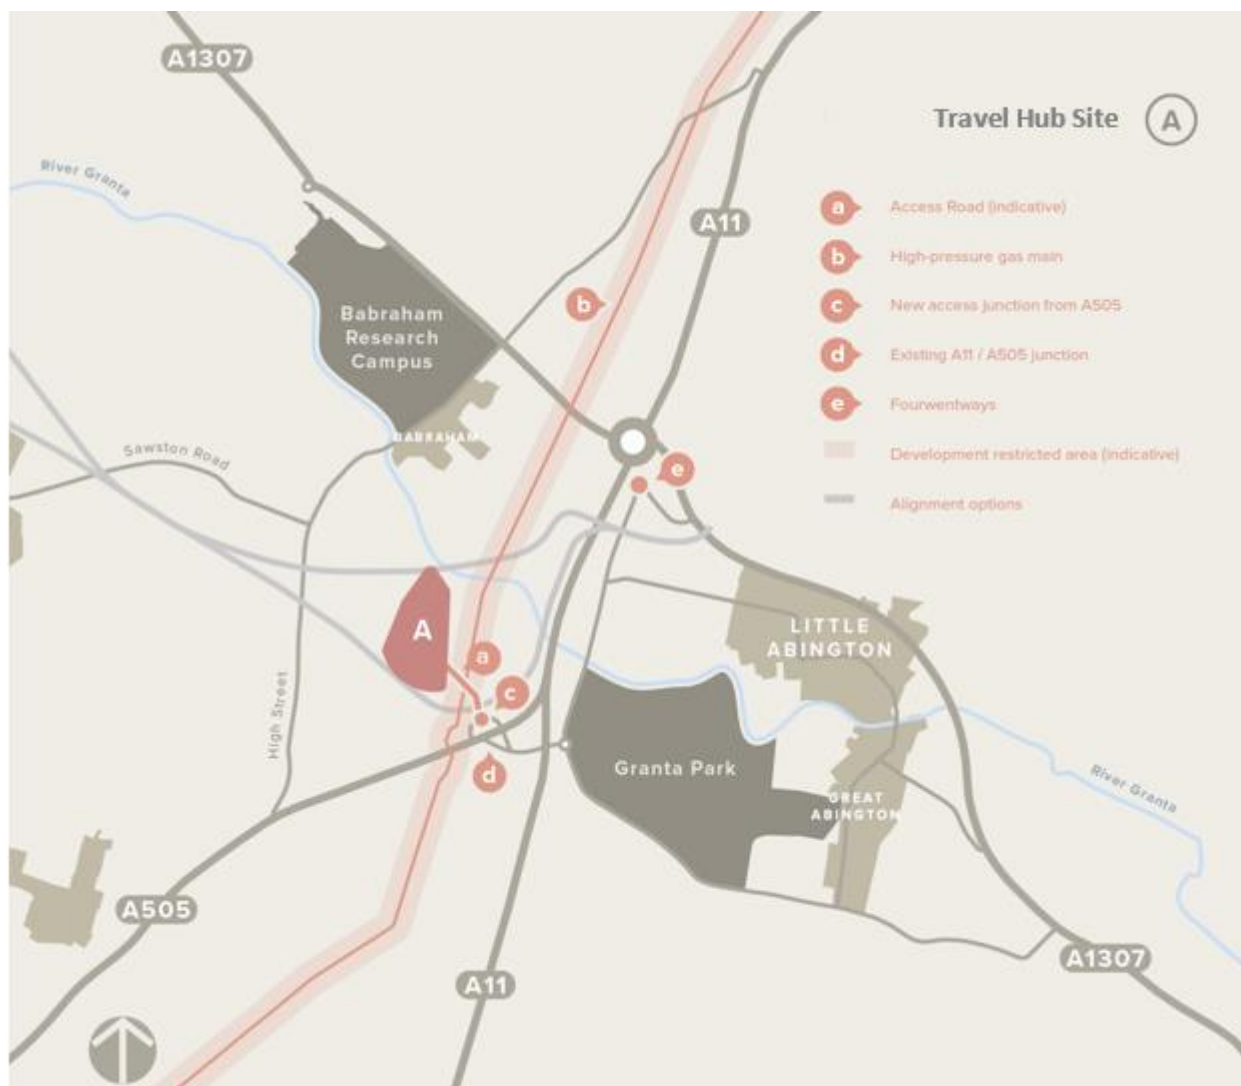 A1307
River Granta
Travel Hub Site A
a Access Road (indicative)
A11
b High-pressure gas main
b
c New access junction from A505
Babraham
Research
Campus
d Existing A11 / A505 junction
e Fourwentways
BABRAHAM
Sawston Road
Development restricted area (indicative)
e
Alignment options
A
LITTLE
ABINGTON
a
c
High Street
d
Granta Park
GREAT
ABINGTON
River Granta
A505
A11
A1307